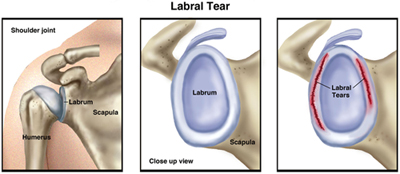 Labral Tear
Shoulder joint
Labrum
Scapula
Humerus
Labrum
Scapula
Close up view
Labral
Tears